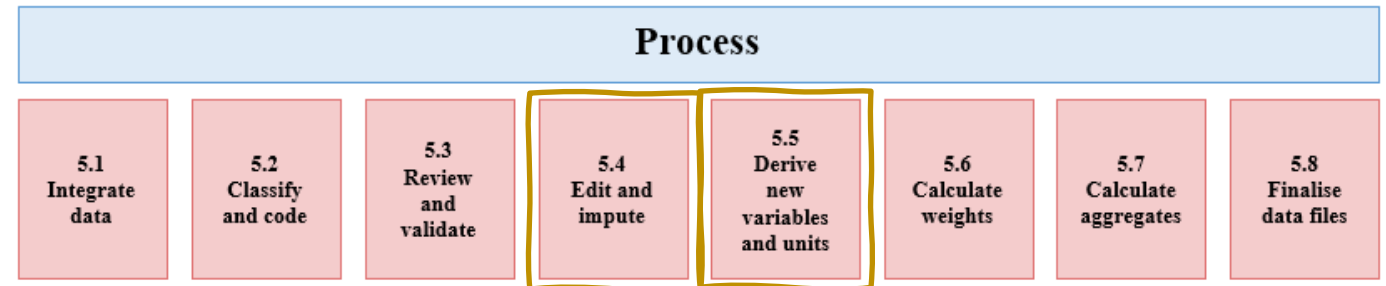 Process
5.1
Integrate
data
5.2
Classify
and code
5.3
Review
and
validate
5.4
Edit and
impute
5.5
Derive
new
variables
and units
5.6
Calculate
weights
5.7
Calculate
aggregates
5.8
Finalise
data files